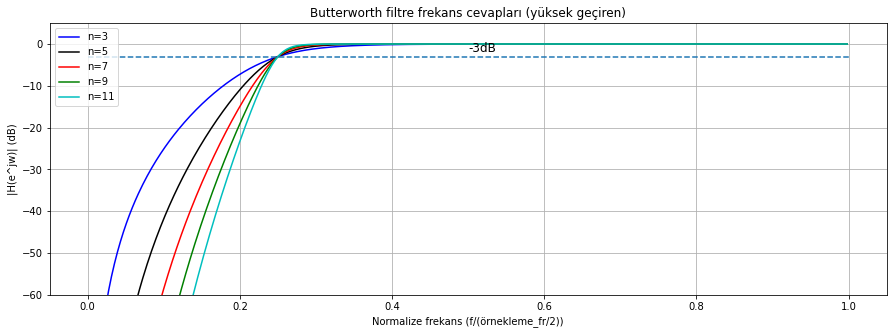 Butterworth filtre frekans cevapları (yüksek geçiren)
n=3
n=5
n=7
n=9
n=11
-3dB
|H(e^jw)| (dB)
0
−10
−20
−30
−40
−50
−60
0.0 0.2 0.4 0.6 0.8 1.0
Normalize frekans (f/(örnekleme_fr/2))